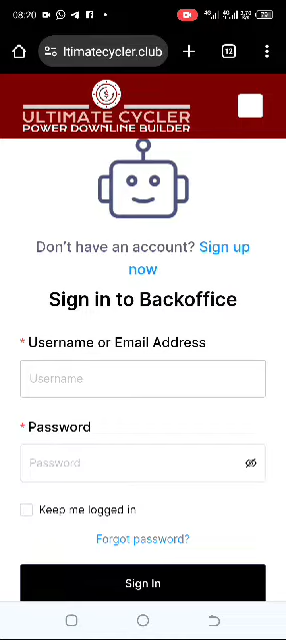 08:20
ltimatecycler.club
12
ULTIMATE CYCLER
POWER DOWNLINE BUILDER
Don't have an account? Sign up
now
Sign in to Backoffice
* Username or Email Address
Username
* Password
Password
Keep me logged in
Forgot password?
Sign In